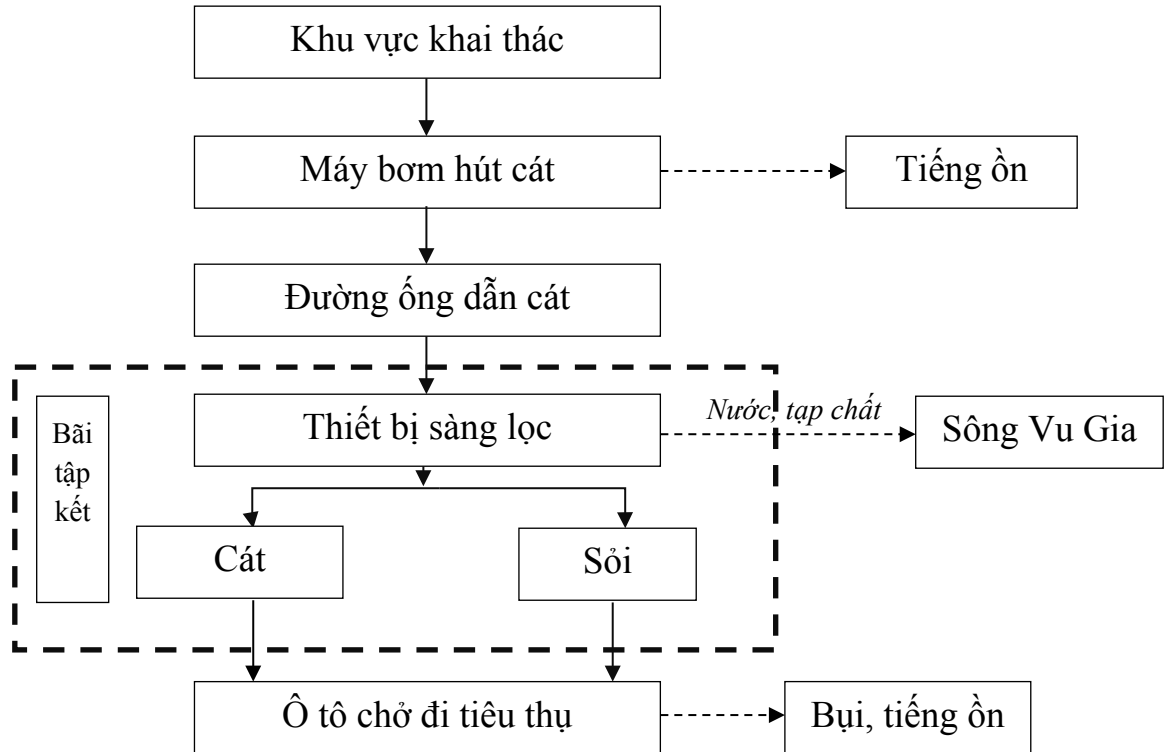 Khu vực khai thác
Máy bơm hút cát
Tiếng ồn
Đường ống dẫn cát
Bãi
tập
kết
Thiết bị sàng lọc
Nước, tạp chất
Sông Vu Gia
Cát
Sỏi
Ô tô chở đi tiêu thụ
Bụi, tiếng ồn